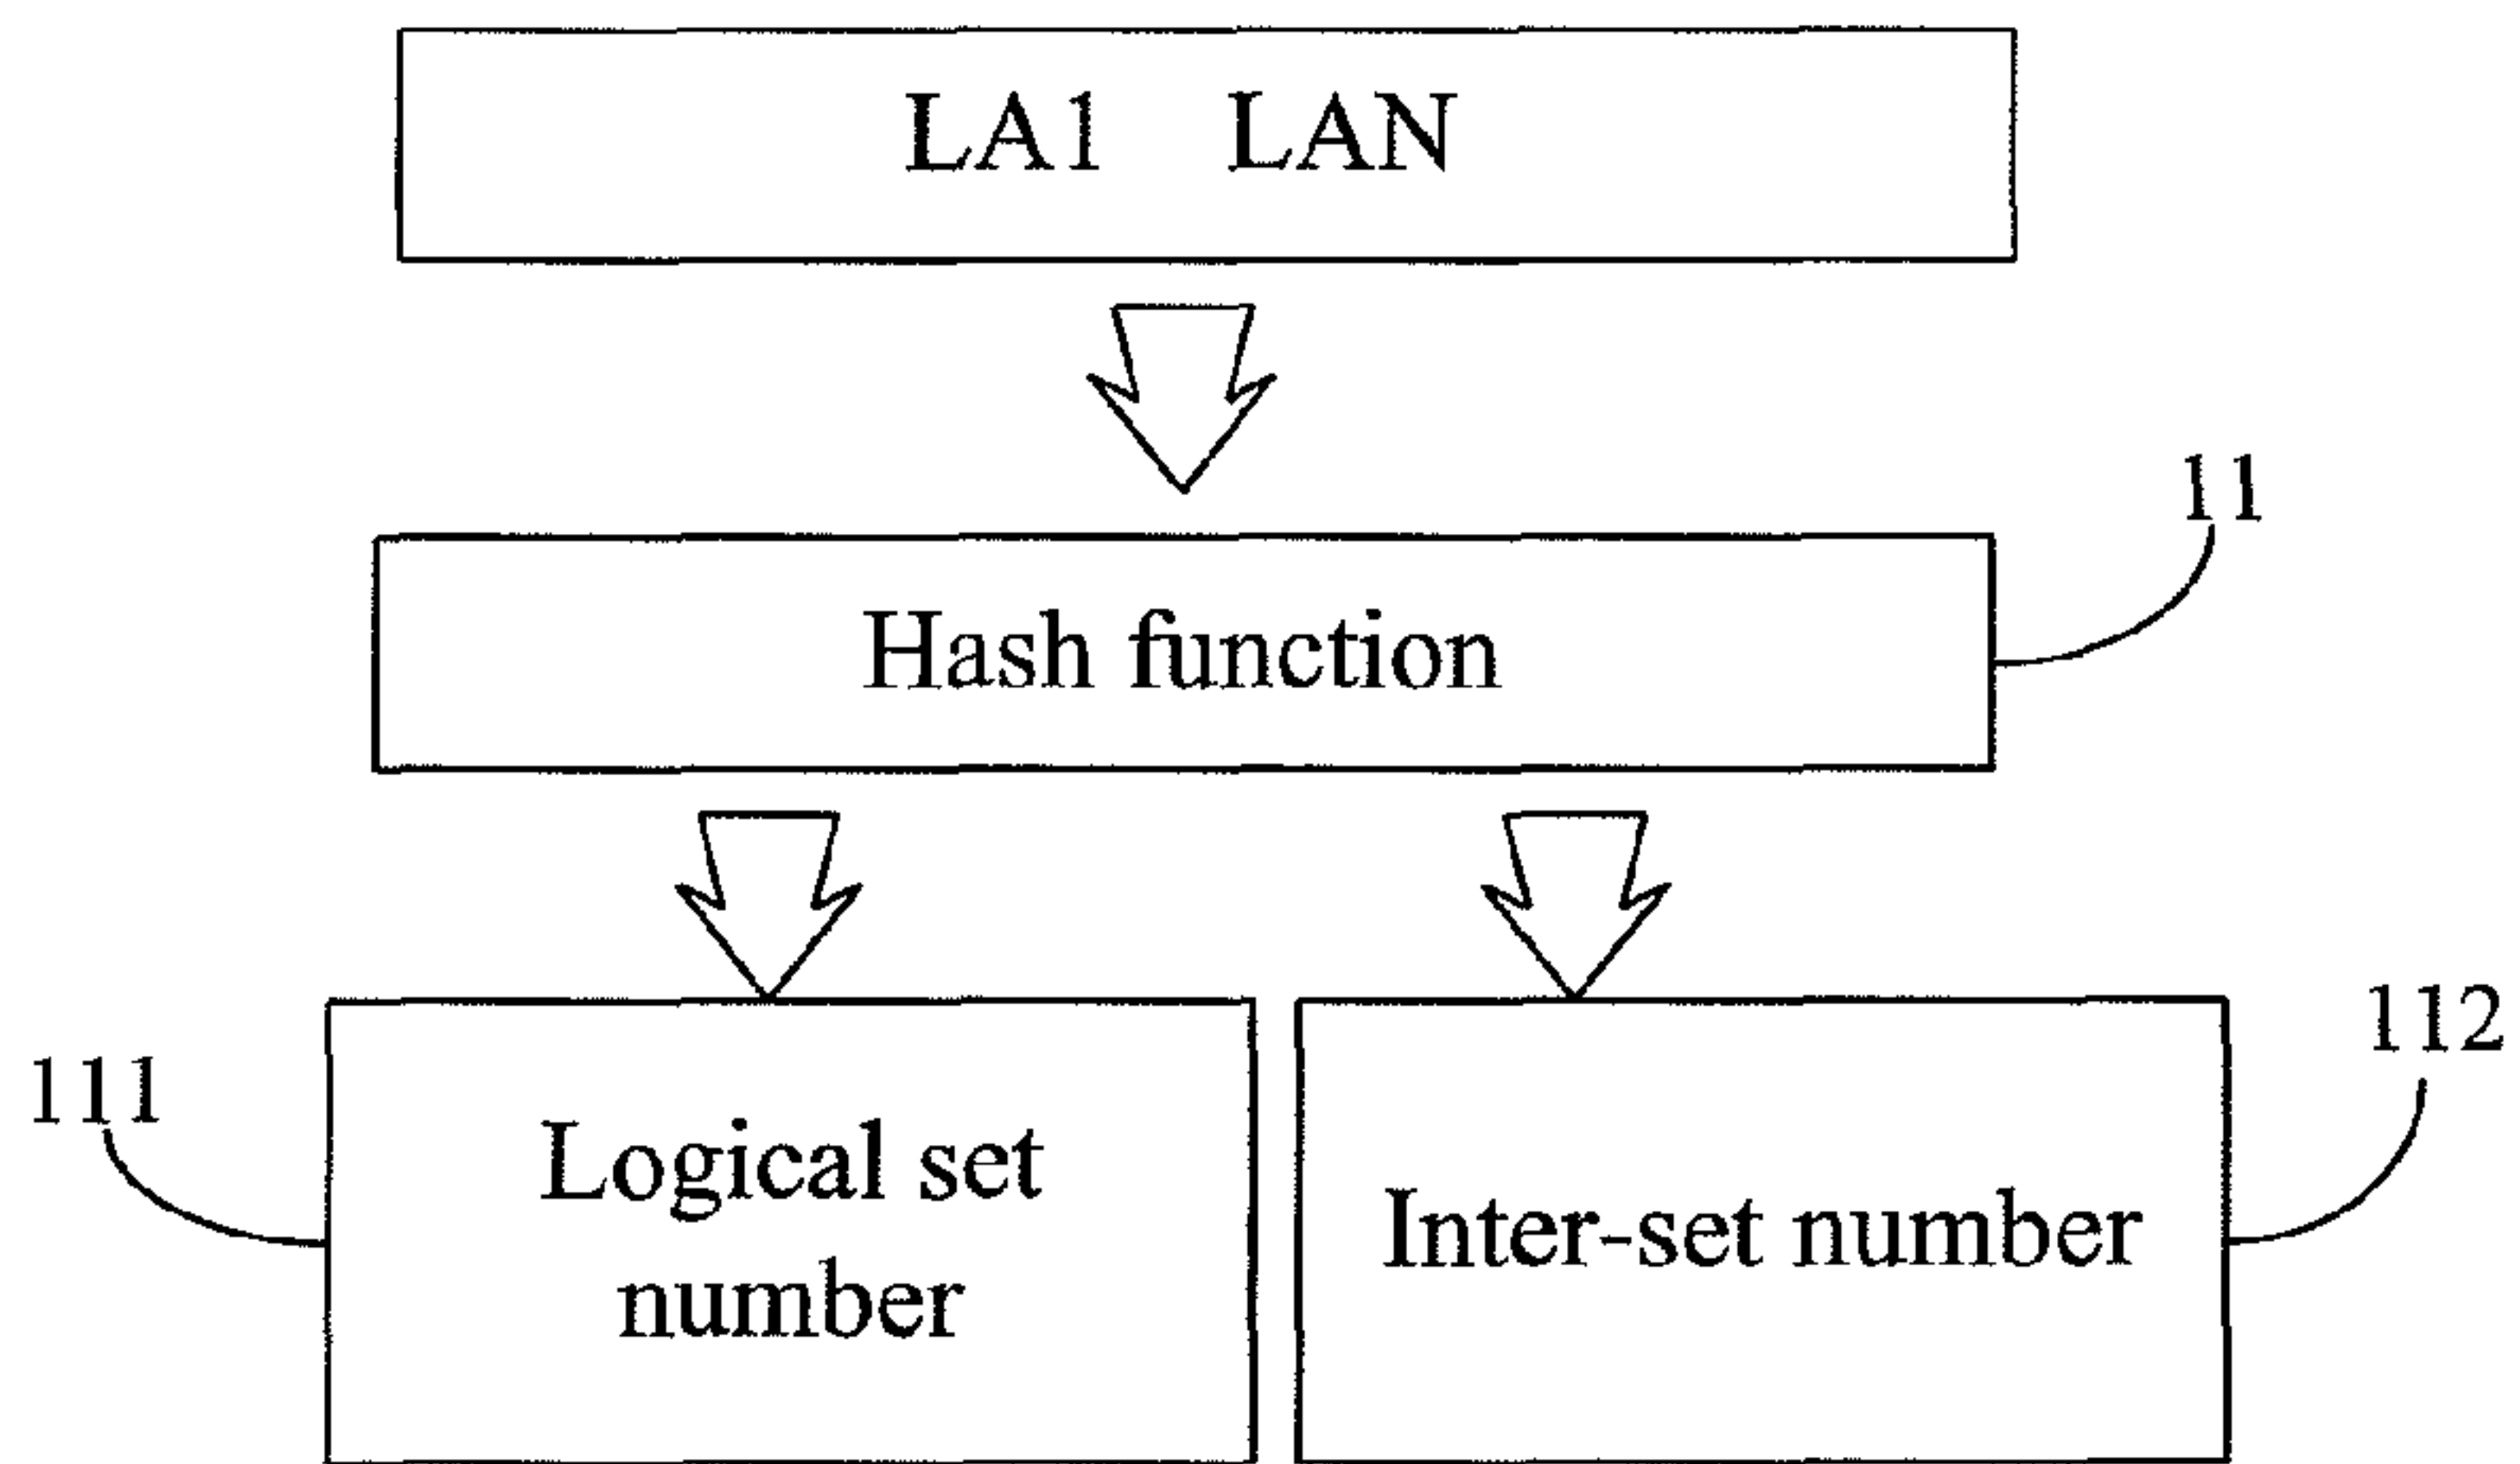 LA1 LAN
11
Hash function
111
112
Logical set
number
Inter-set number